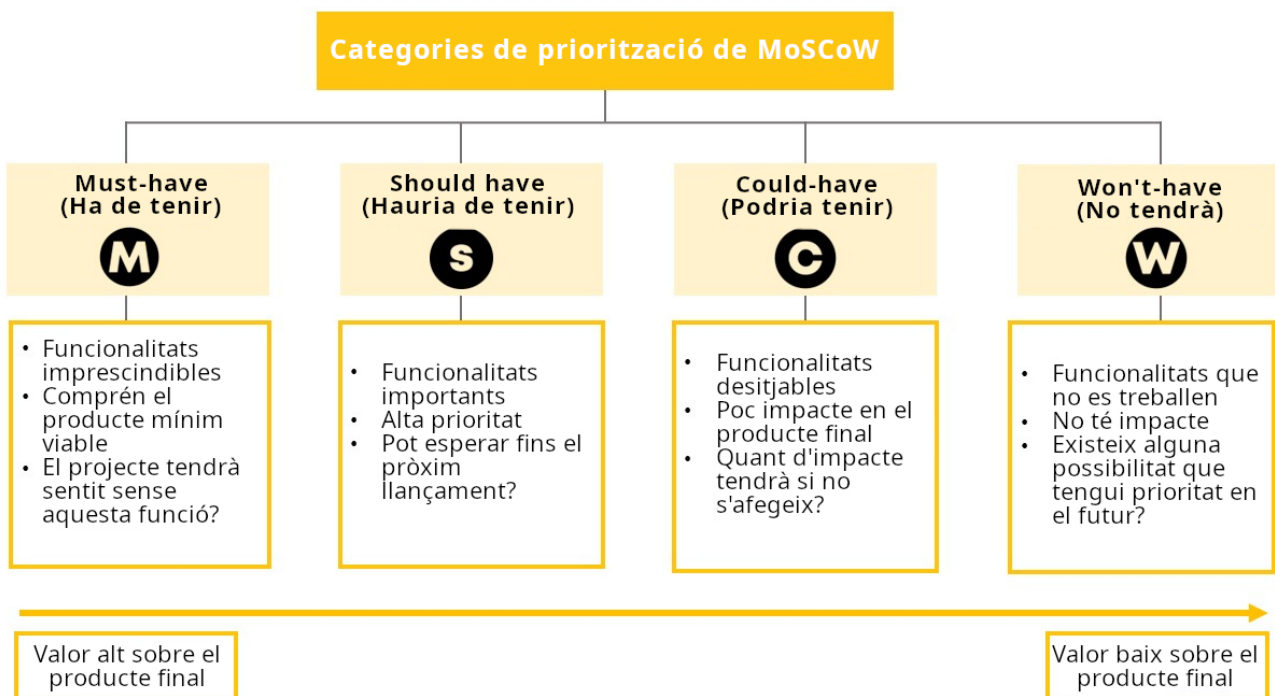 Categories de priorització de MoSCoW
Must-have
(Ha de tenir)
M
Should have
(Hauria de tenir)
S
Could-have
(Podria tenir)
C
Won't-have
(No tendrà)
W
• Funcionalitats
imprescindibles
• Comprén el
producte mínim
viable
• El projecte tendrà
sentit sense
aquesta funció?
• Funcionalitats
importants
• Alta prioritat
• Pot esperar fins el
pròxim
llançament?
• Funcionalitats
desitjables
• Poc impacte en el
producte final
• Quant d'impacte
tendrà si no
s'afegeix?
• Funcionalitats que
no es treballen
• No té impacte
• Existeix alguna
possibilitat que
tengui prioritat en
el futur?
Valor alt sobre el
producte final
Valor baix sobre el
producte final